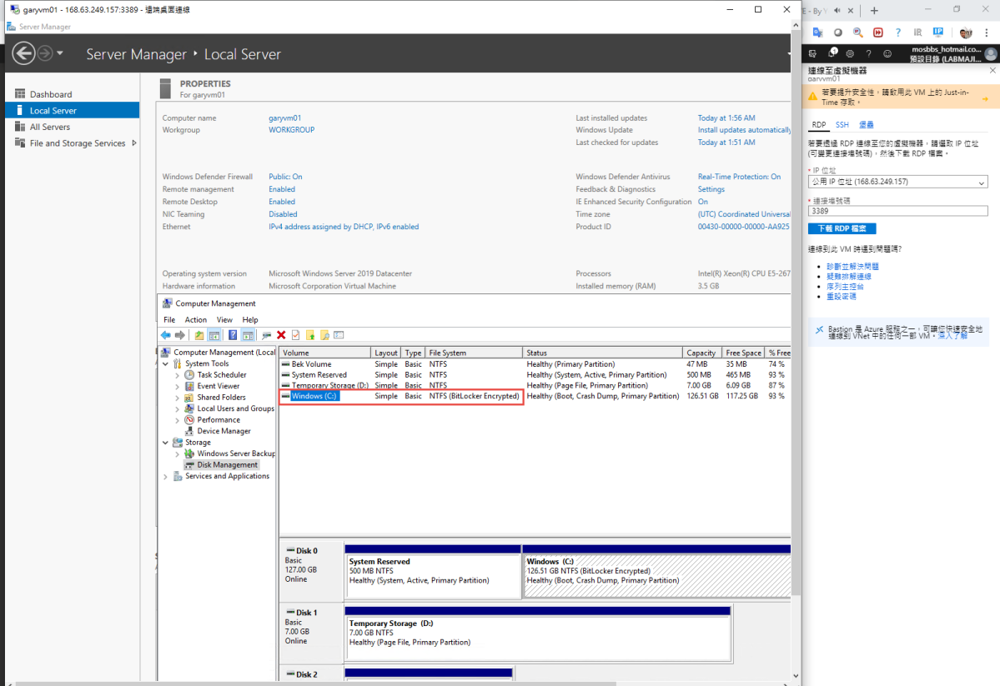 garyvm01 - 168.63.249.157:3389 - 遠端桌面連線
Server Manager
Server Manager ‣ Local Server
Dashboard
Local Server
All Servers
File and Storage Services
PROPERTIES
For garyvm01
Computer name garyvm01
Workgroup WORKGROUP
Last installed updates Today at 1:56 AM
Windows Update Install updates automatically
Last checked for updates Today at 1:51 AM
Windows Defender Firewall Public: On
Remote management Enabled
Remote Desktop Enabled
NIC Teaming Disabled
Ethernet IPv4 address assigned by DHCP, IPv6 enabled
Windows Defender Antivirus Real-Time Protection: On
Feedback & Diagnostics Settings
IE Enhanced Security Configuration On
Time zone (UTC) Coordinated Universal
Product ID 00430-00000-00000-AA925
Operating system version Microsoft Windows Server 2019 Datacenter
Hardware information Microsoft Corporation Virtual Machine
Processors Intel(R) Xeon(R) CPU E5-267
Installed memory (RAM) 3.5 GB
Computer Management
File Action View Help
Computer Management (Local
System Tools
Task Scheduler
Event Viewer
Shared Folders
Local Users and Groups
Performance
Device Manager
Storage
Windows Server Backup
Disk Management
Services and Applications
Volume Layout Type File System Status Capacity Free Space % Free
Bek Volume Simple Basic NTFS Healthy (Primary Partition) 47 MB 35 MB 74 %
System Reserved Simple Basic NTFS Healthy (System, Active, Primary Partition) 500 MB 465 MB 93 %
Temporary Storage (D:) Simple Basic NTFS Healthy (Page File, Primary Partition) 7.00 GB 6.09 GB 87 %
Windows (C:) Simple Basic NTFS (BitLocker Encrypted) Healthy (Boot, Crash Dump, Primary Partition) 126.51 GB 117.25 GB 93 %
Disk 0
Basic
127.00 GB
Online
System Reserved
500 MB NTFS
Healthy (System, Active, Primary Partition)
Windows (C:)
126.51 GB NTFS (BitLocker Encrypted)
Healthy (Boot, Crash Dump, Primary Partition)
Disk 1
Basic
7.00 GB
Online
Temporary Storage (D:)
7.00 GB NTFS
Healthy (Page File, Primary Partition)
Disk 2
mosbbs_hotmail.co...
預設目錄 (LABMAJI...
連線至虛擬機器
garyvm01
若要提升安全性，請啟用此 VM 上的 Just-in-
Time 存取。
RDP SSH 堡壘
若要透過 RDP 連線至您的虛擬機器，請選取 IP 位址
(可變更連接埠號碼)，然後下載 RDP 檔案。
* IP 位址
公用 IP 位址 (168.63.249.157)
* 連接埠號碼
3389
下載 RDP 檔案
連線到此 VM 時遇到問題嗎?
診斷並解決問題
疑難排解連線
序列主控台
重設密碼
Bastion 是 Azure 服務之一，可讓您快速安全地
連線到 VNet 中的任何一部 VM。深入了解